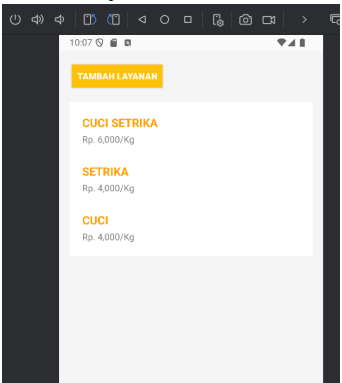 10:07
TAMBAH LAYANAN
CUCI SETRIKA
Rp. 6,000/Kg
SETRIKA
Rp. 4,000/Kg
CUCI
Rp. 4,000/Kg